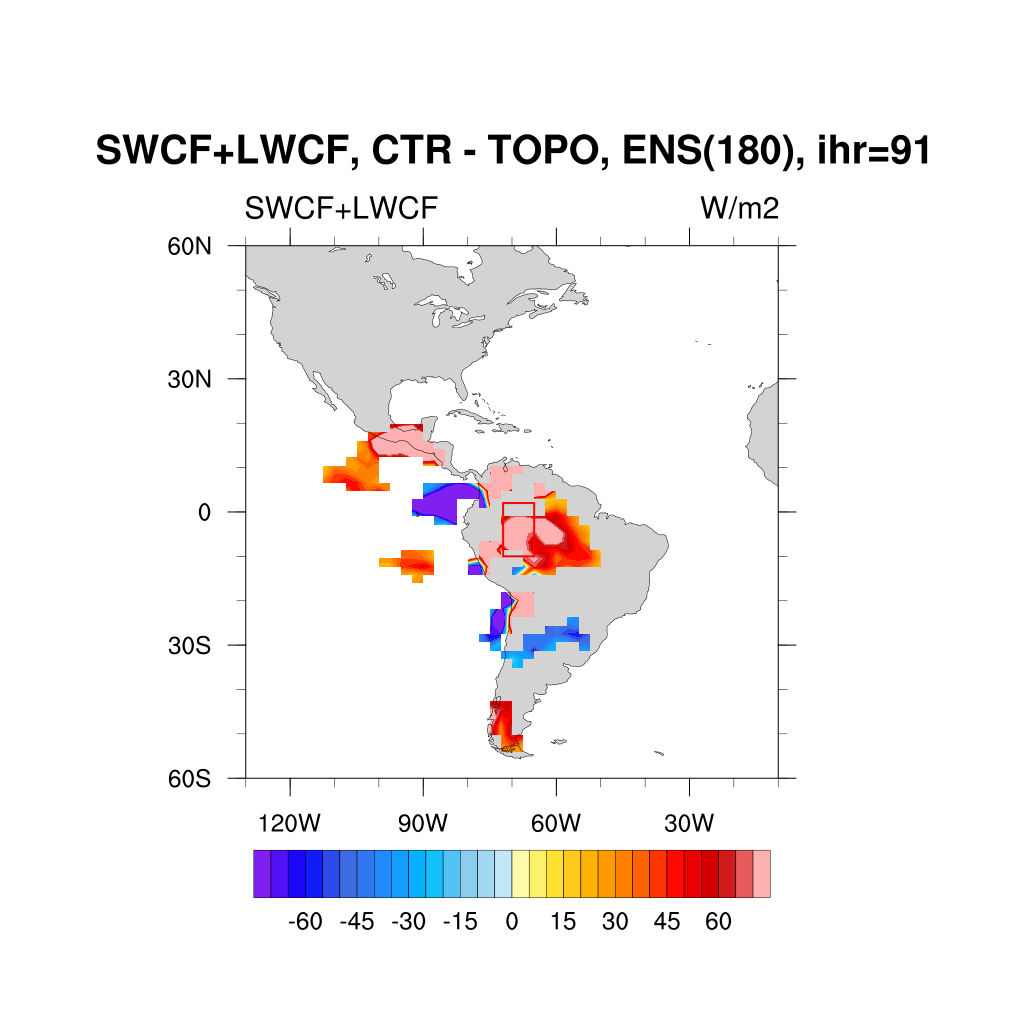 SWCF+LWCF, CTR - TOPO, ENS(180), ihr=91
SWCF+LWCF W/m2
60N
30N
0
30S
60S
120W 90W 60W 30W
-60 -45 -30 -15 0 15 30 45 60